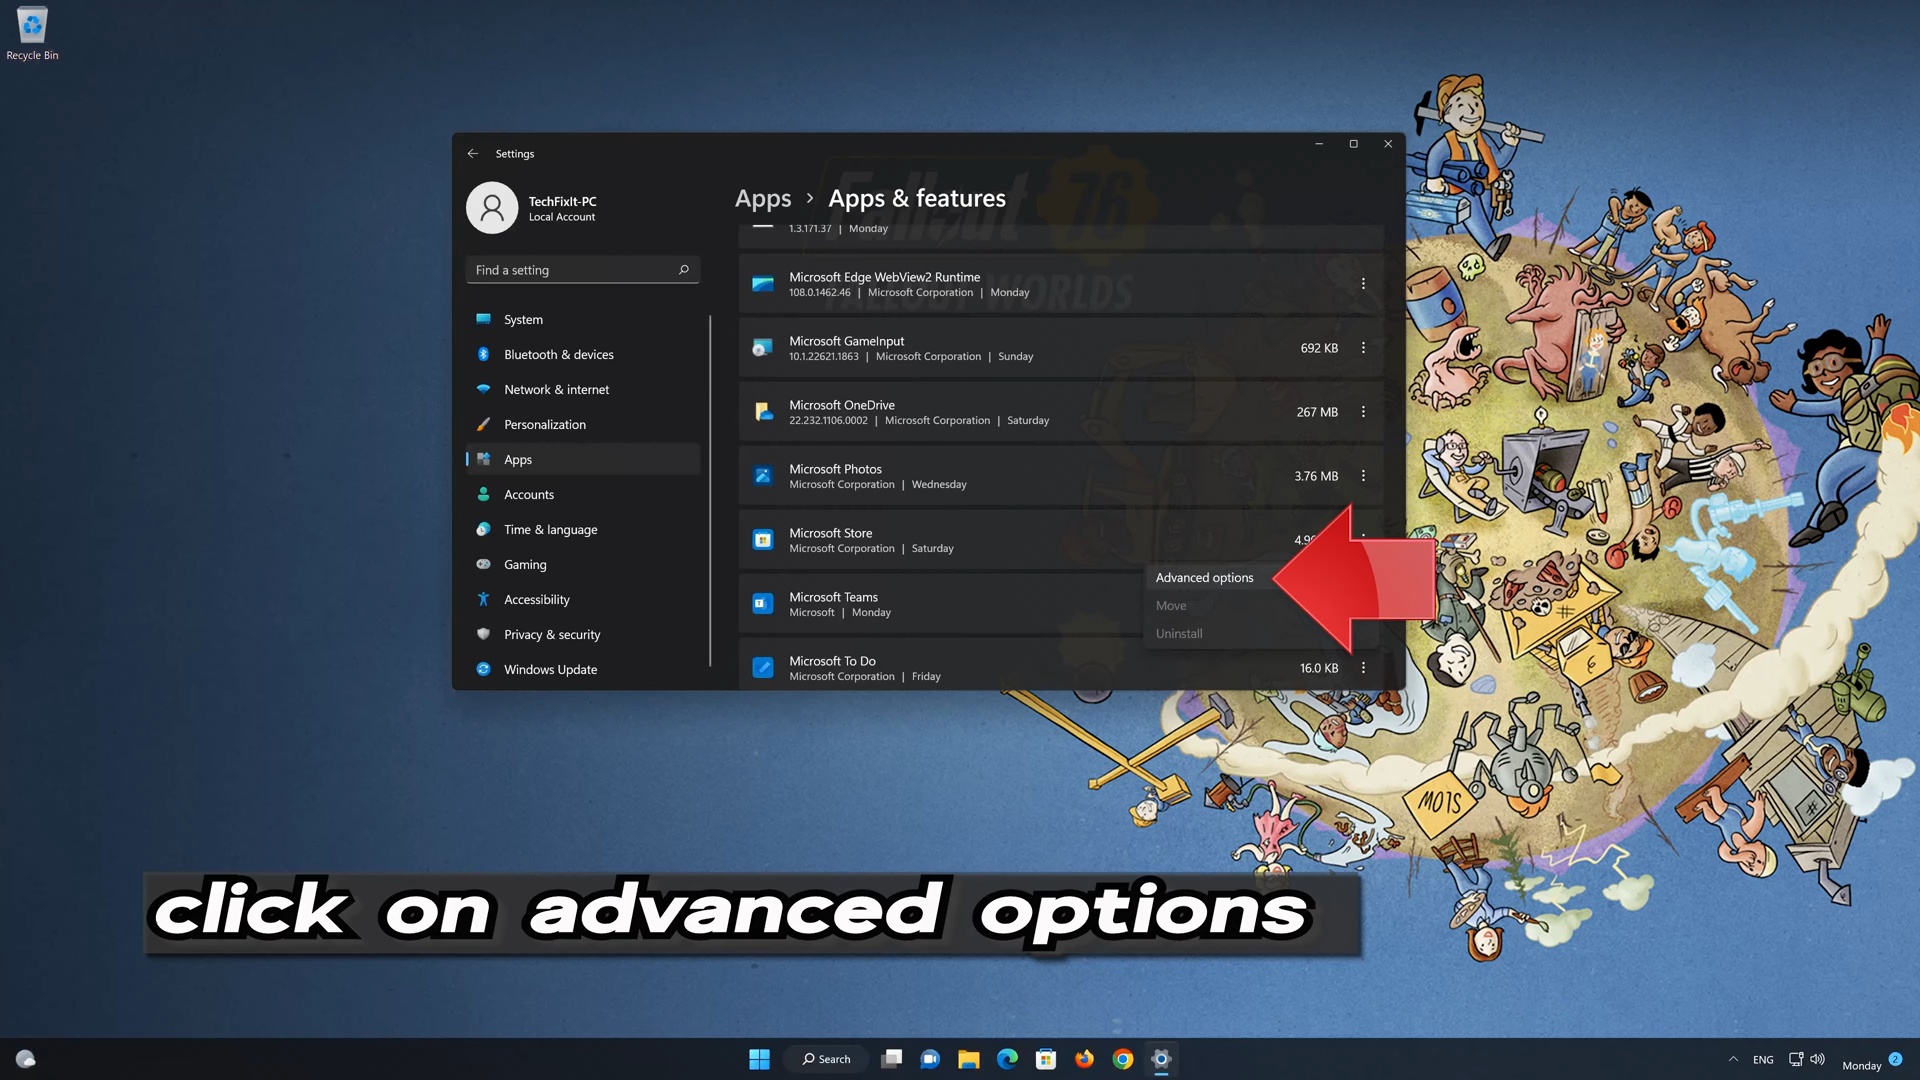 Recycle Bin
Settings
TechFixIt-PC
Local Account
Find a setting
System
Bluetooth & devices
Network & internet
Personalization
Apps
Accounts
Time & language
Gaming
Accessibility
Privacy & security
Windows Update
Apps > Apps & features
Fallout 76
WORLDS
1.3.171.37 | Monday
Microsoft Edge WebView2 Runtime
108.0.1462.46 | Microsoft Corporation | Monday
Microsoft GameInput
10.1.22621.1863 | Microsoft Corporation | Sunday
692 KB
Microsoft OneDrive
22.232.1106.0002 | Microsoft Corporation | Saturday
267 MB
Microsoft Photos
Microsoft Corporation | Wednesday
3.76 MB
Microsoft Store
Microsoft Corporation | Saturday
Advanced options
Move
Uninstall
Microsoft Teams
Microsoft | Monday
Microsoft To Do
Microsoft Corporation | Friday
16.0 KB
SLOW
click on advanced options
Search
ENG
Monday
2